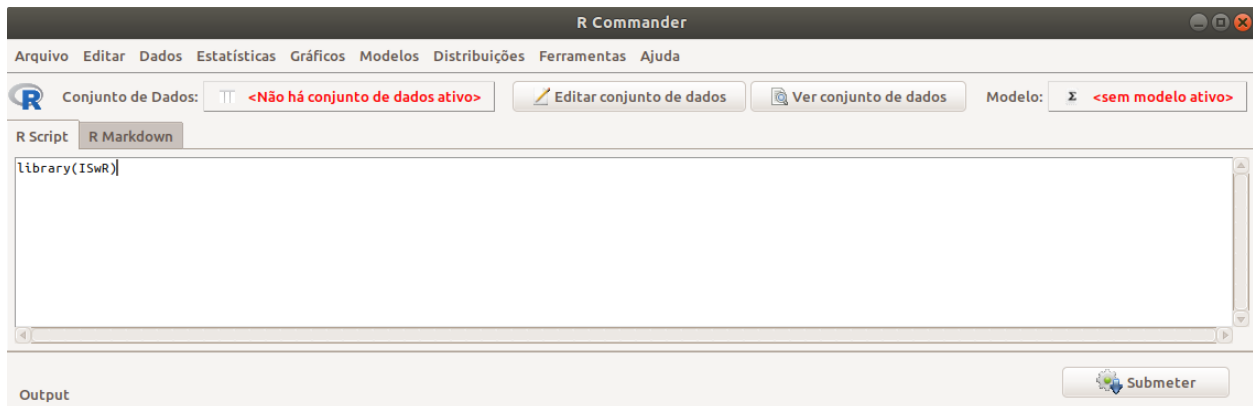 R Commander
Arquivo Editar Dados Estatísticas Gráficos Modelos Distribuições Ferramentas Ajuda
R Conjunto de Dados: <Não há conjunto de dados ativo> Editar conjunto de dados Ver conjunto de dados Modelo: Σ <sem modelo ativo>
R Script R Markdown
library(ISwR)
Submeter
Output